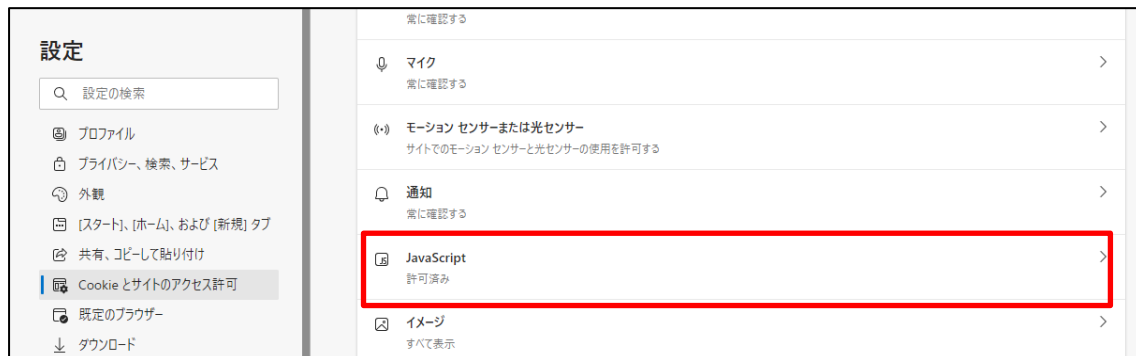 設定
設定の検索
プロファイル
プライバシー、検索、サービス
外観
[スタート]、[ホーム]、および [新規] タブ
共有、コピーして貼り付け
Cookie とサイトのアクセス許可
既定のブラウザー
ダウンロード
常に確認する
マイク
常に確認する
モーション センサーまたは光センサー
サイトでのモーション センサーと光センサーの使用を許可する
通知
常に確認する
JavaScript
許可済み
イメージ
すべて表示